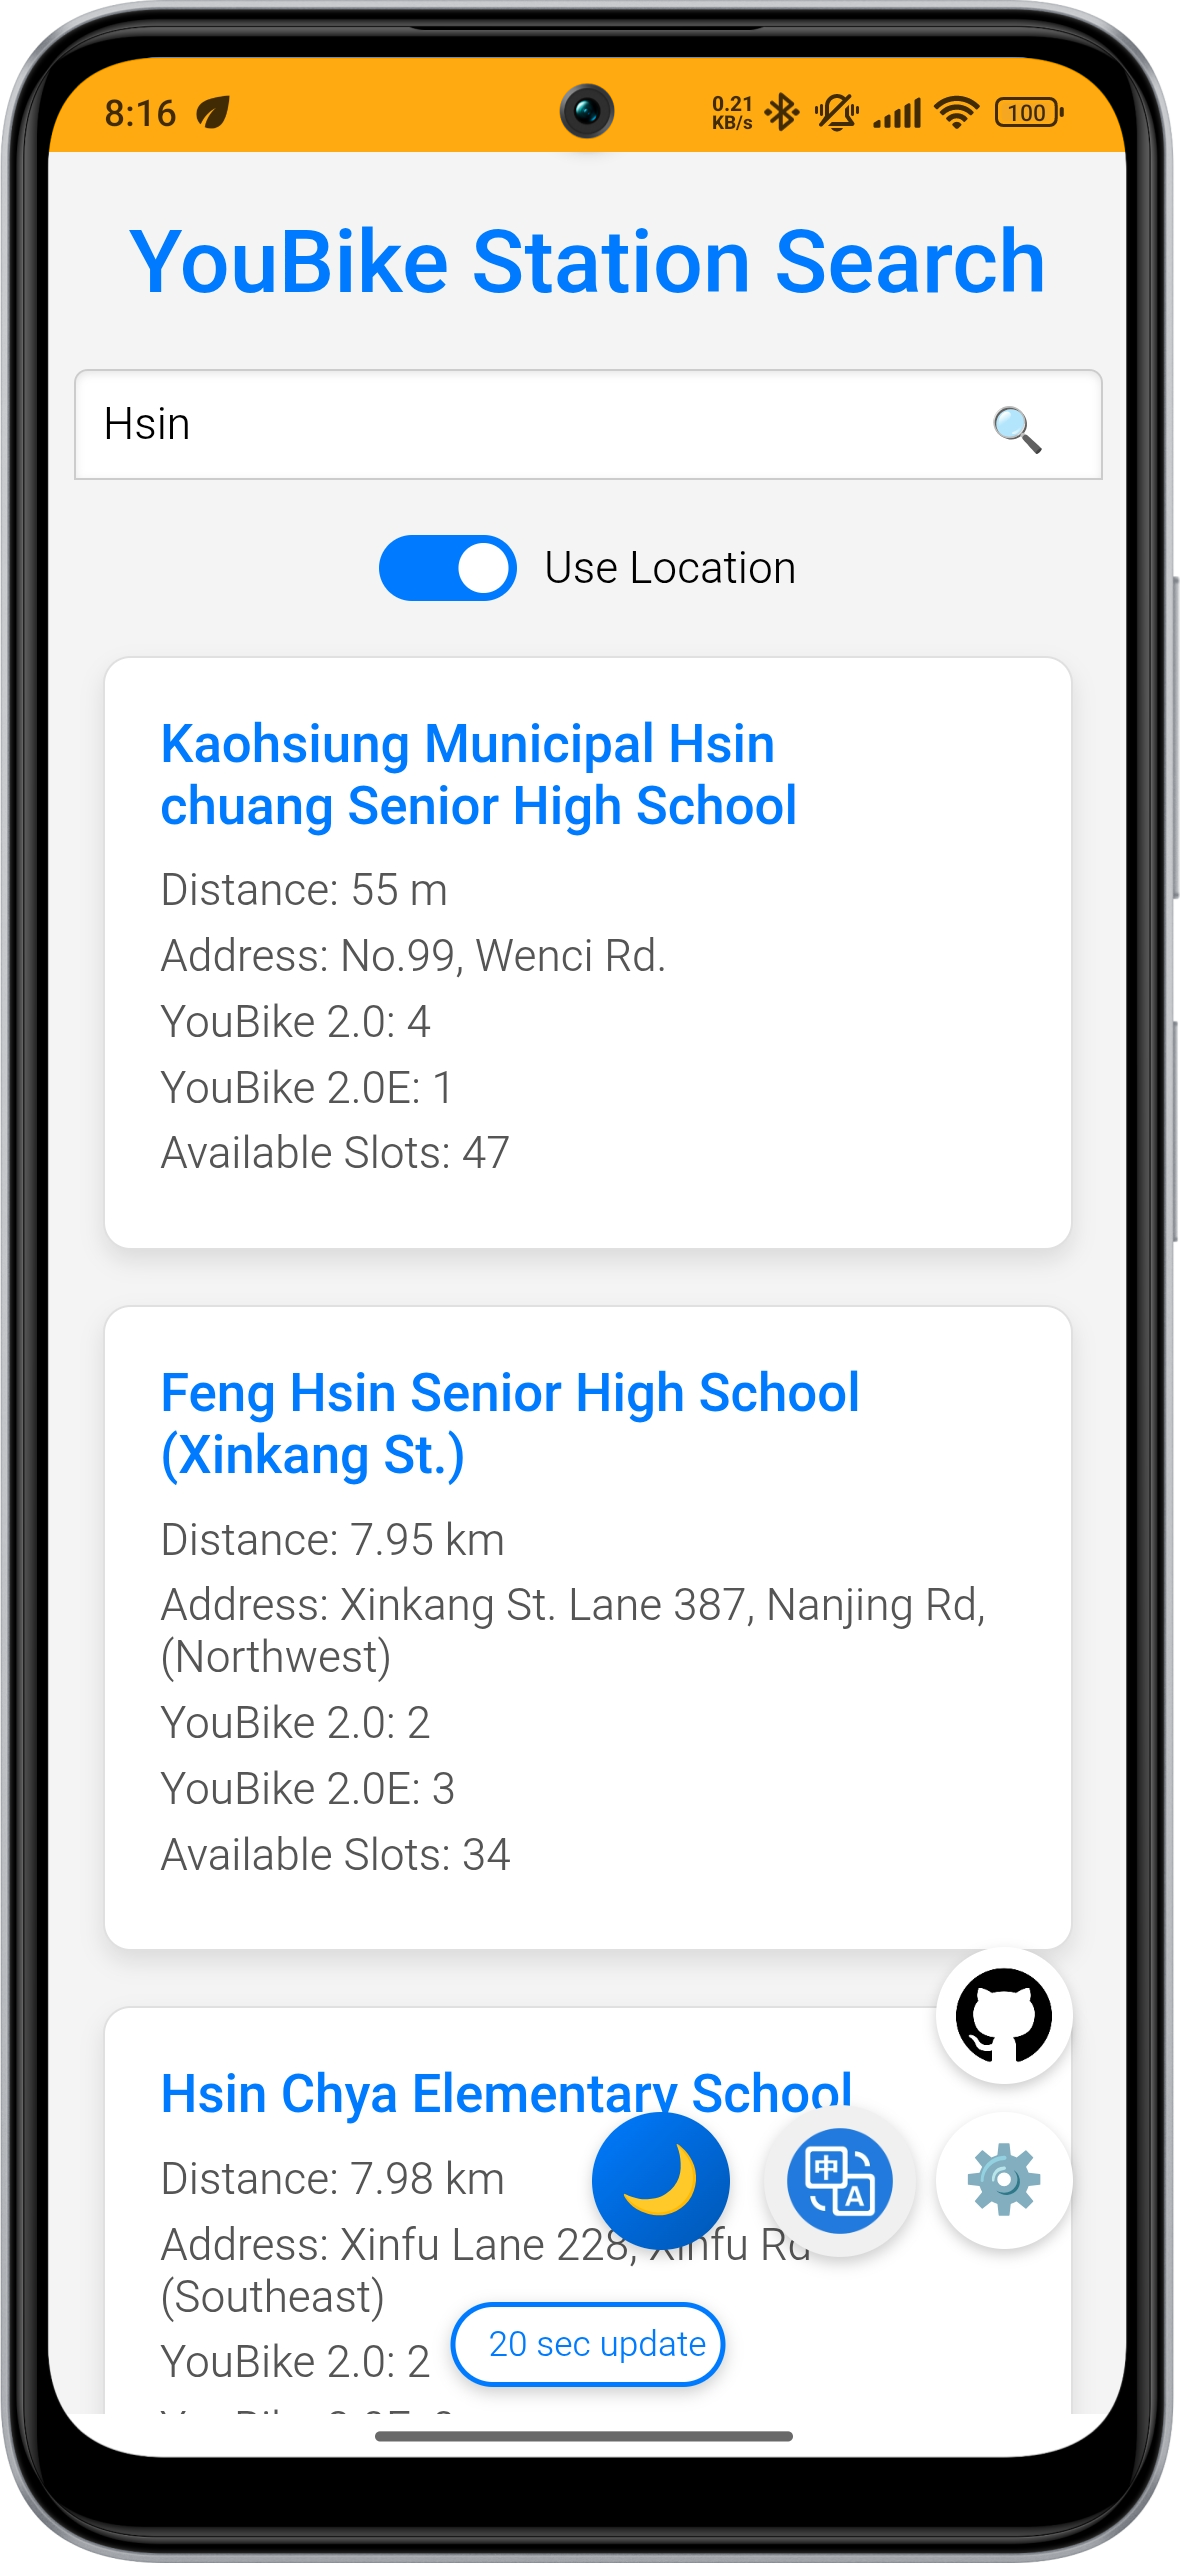 8:16
0.21
KB/s
100
YouBike Station Search
Hsin
Use Location
Kaohsiung Municipal Hsin
chuang Senior High School
Distance: 55 m
Address: No.99, Wenci Rd.
YouBike 2.0: 4
YouBike 2.0E: 1
Available Slots: 47
Feng Hsin Senior High School
(Xinkang St.)
Distance: 7.95 km
Address: Xinkang St. Lane 387, Nanjing Rd,
(Northwest)
YouBike 2.0: 2
YouBike 2.0E: 3
Available Slots: 34
Hsin Chya Elementary School
Distance: 7.98 km
中
A
Address: Xinfu Lane 228, Xinfu Rd
(Southeast)
20 sec update
YouBike 2.0: 2